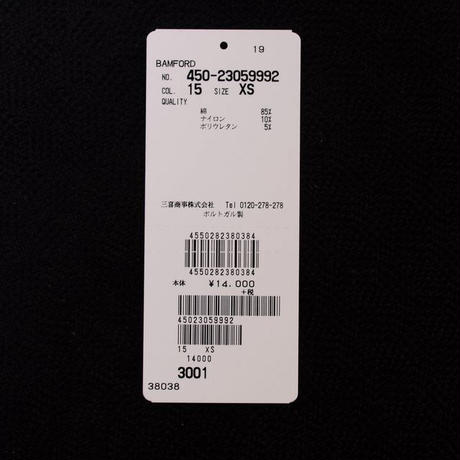 19
BAMFORD
NO. 450-23059992
COL. 15 SIZE XS
QUALITY
綿 85%
ナイロン 10%
ポリウレタン 5%
三喜商事株式会社 Tel 0120-278-278
ポルトガル製
4550282380384
4550282380384
本体 ¥14,000
+税
45023059992
15 XS
14000
3001
38038